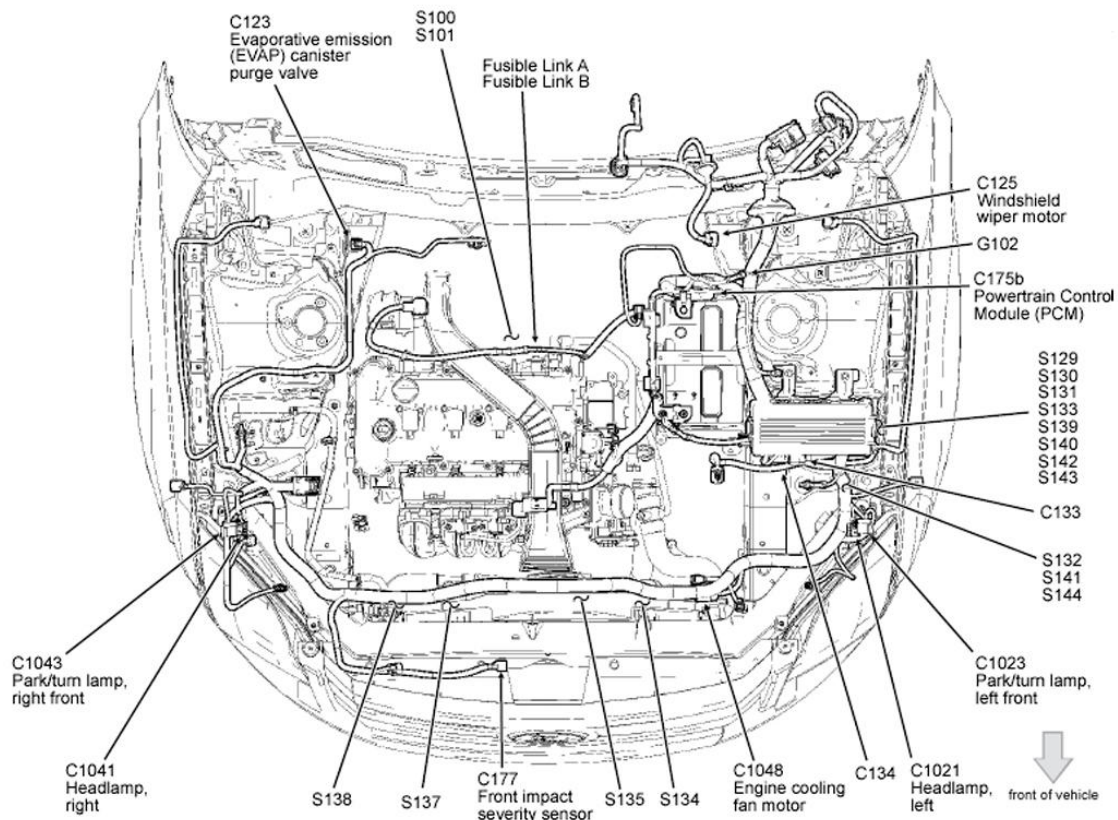 C123
Evaporative emission
(EVAP) canister
purge valve
S100
S101
Fusible Link A
Fusible Link B
C125
Windshield
wiper motor
G102
C175b
Powertrain Control
Module (PCM)
S129
S130
S131
S133
S139
S140
S142
S143
C133
S132
S141
S144
C1043
Park/turn lamp,
right front
C1023
Park/turn lamp,
left front
C1041
Headlamp,
right
S138
S137
C177
Front impact
severity sensor
S135
S134
C1048
Engine cooling
fan motor
C134
C1021
Headlamp,
left
front of vehicle